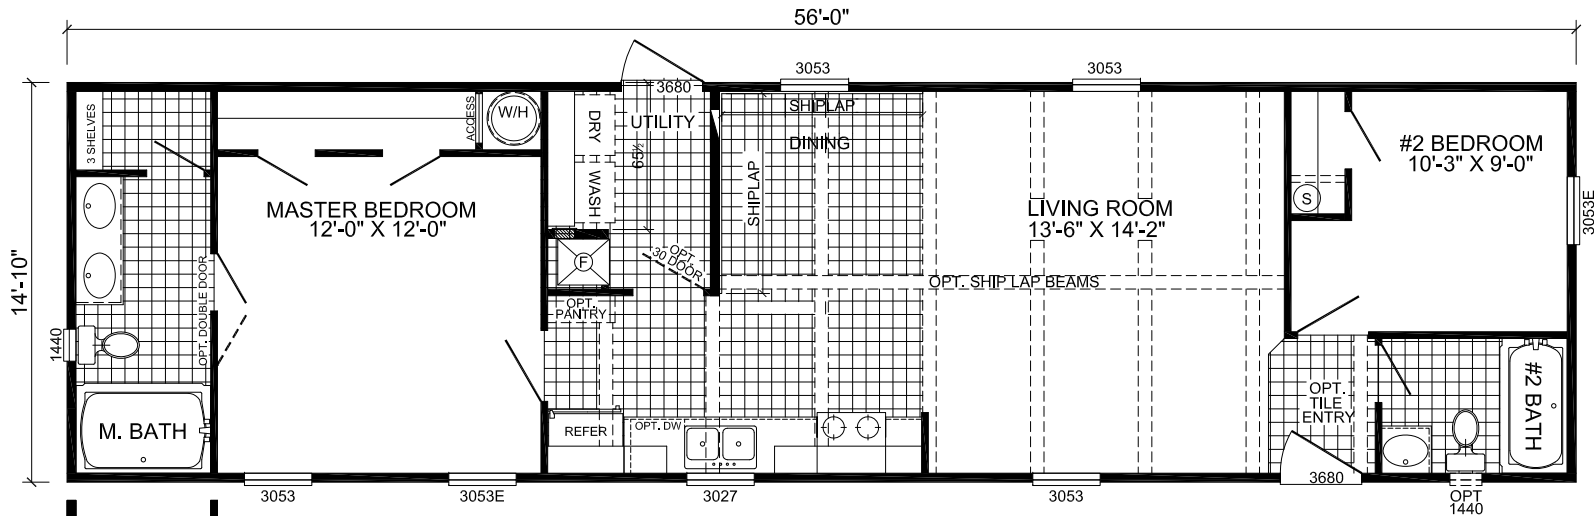 56'-0"
3053
3053
3680
3 SHELVES
ACCESS
W/H
DRY
UTILITY
65½
WASH
SHIPLAP
DINING
SHIPLAP
#2 BEDROOM
10'-3" X 9'-0"
S
3053E
MASTER BEDROOM
12'-0" X 12'-0"
LIVING ROOM
13'-6" X 14'-2"
14'-10"
F
OPT.
30 DOOR
OPT. SHIP LAP BEAMS
OPT. DOUBLE DOOR
OPT.
PANTRY
1440
M. BATH
REFER
OPT. DW
OPT.
TILE
ENTRY
#2 BATH
3053
3053E
3027
3053
3680
OPT
1440